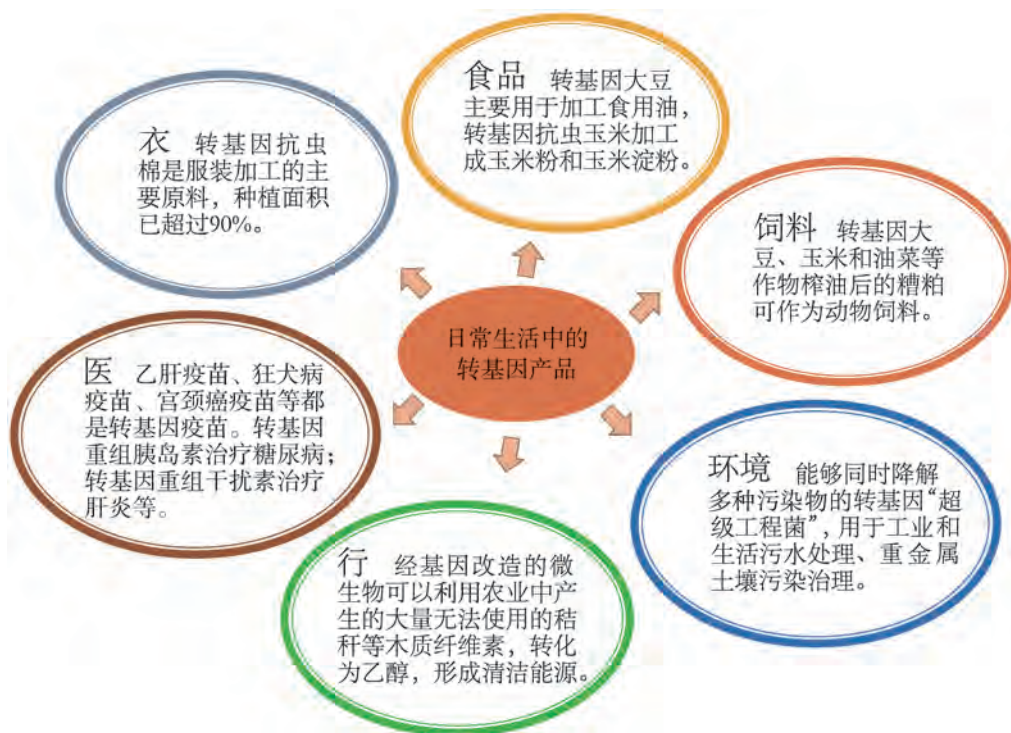 食品 转基因大豆
主要用于加工食用油，
转基因抗虫玉米加工
成玉米粉和玉米淀粉。
衣 转基因抗虫
棉是服装加工的主
要原料，种植面积
已超过90%。
饲料 转基因大
豆、玉米和油菜等
作物榨油后的糟粕
可作为动物饲料。
日常生活中的
转基因产品
医 乙肝疫苗、狂犬病
疫苗、宫颈癌疫苗等都
是转基因疫苗。转基因
重组胰岛素治疗糖尿病；
转基因重组干扰素治疗
肝炎等。
环境 能够同时降解
多种污染物的转基因“超
级工程菌”，用于工业和
生活污水处理、重金属
土壤污染治理。
行 经基因改造的微
生物可以利用农业中产
生的大量无法使用的秸
秆等木质纤维素，转化
为乙醇，形成清洁能源。